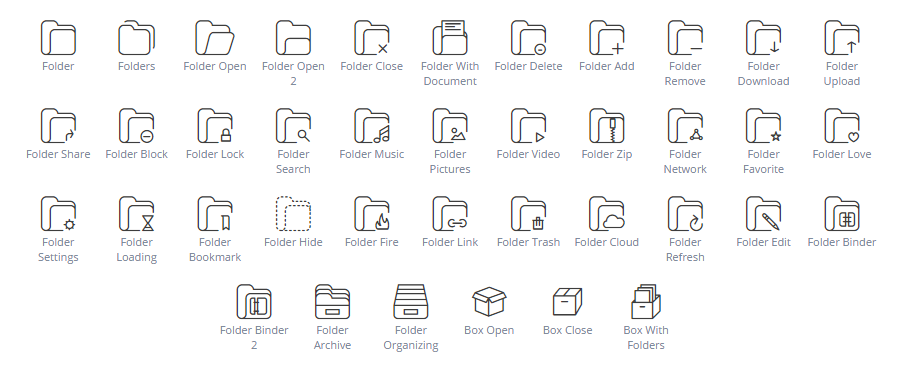 Folder
Folders
Folder Open
Folder Open
2
Folder Close
Folder With
Document
Folder Delete
Folder Add
Folder
Remove
Folder
Download
Folder
Upload
Folder Share
Folder Block
Folder Lock
Folder
Search
Folder Music
Folder
Pictures
Folder Video
Folder Zip
Folder
Network
Folder
Favorite
Folder Love
Folder
Settings
Folder
Loading
Folder
Bookmark
Folder Hide
Folder Fire
Folder Link
Folder Trash
Folder Cloud
Folder
Refresh
Folder Edit
Folder Binder
Folder Binder
2
Folder
Archive
Folder
Organizing
Box Open
Box Close
Box With
Folders